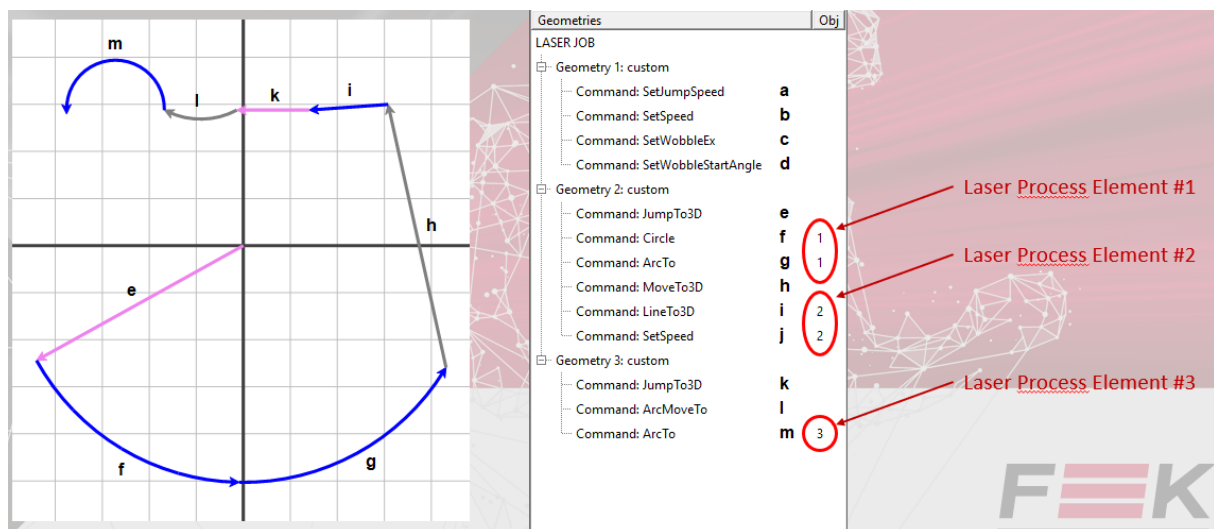 m
l
k
i
h
e
f
g
Geometries Obj
LASER JOB
Geometry 1: custom
Command: SetJumpSpeed a
Command: SetSpeed b
Command: SetWobbleEx c
Command: SetWobbleStartAngle d
Geometry 2: custom
Command: JumpTo3D e
Command: Circle f 1
Command: ArcTo g 1
Command: MoveTo3D h
Command: LineTo3D i 2
Command: SetSpeed j 2
Geometry 3: custom
Command: JumpTo3D k
Command: ArcMoveTo l
Command: ArcTo m 3
Laser Process Element #1
Laser Process Element #2
Laser Process Element #3